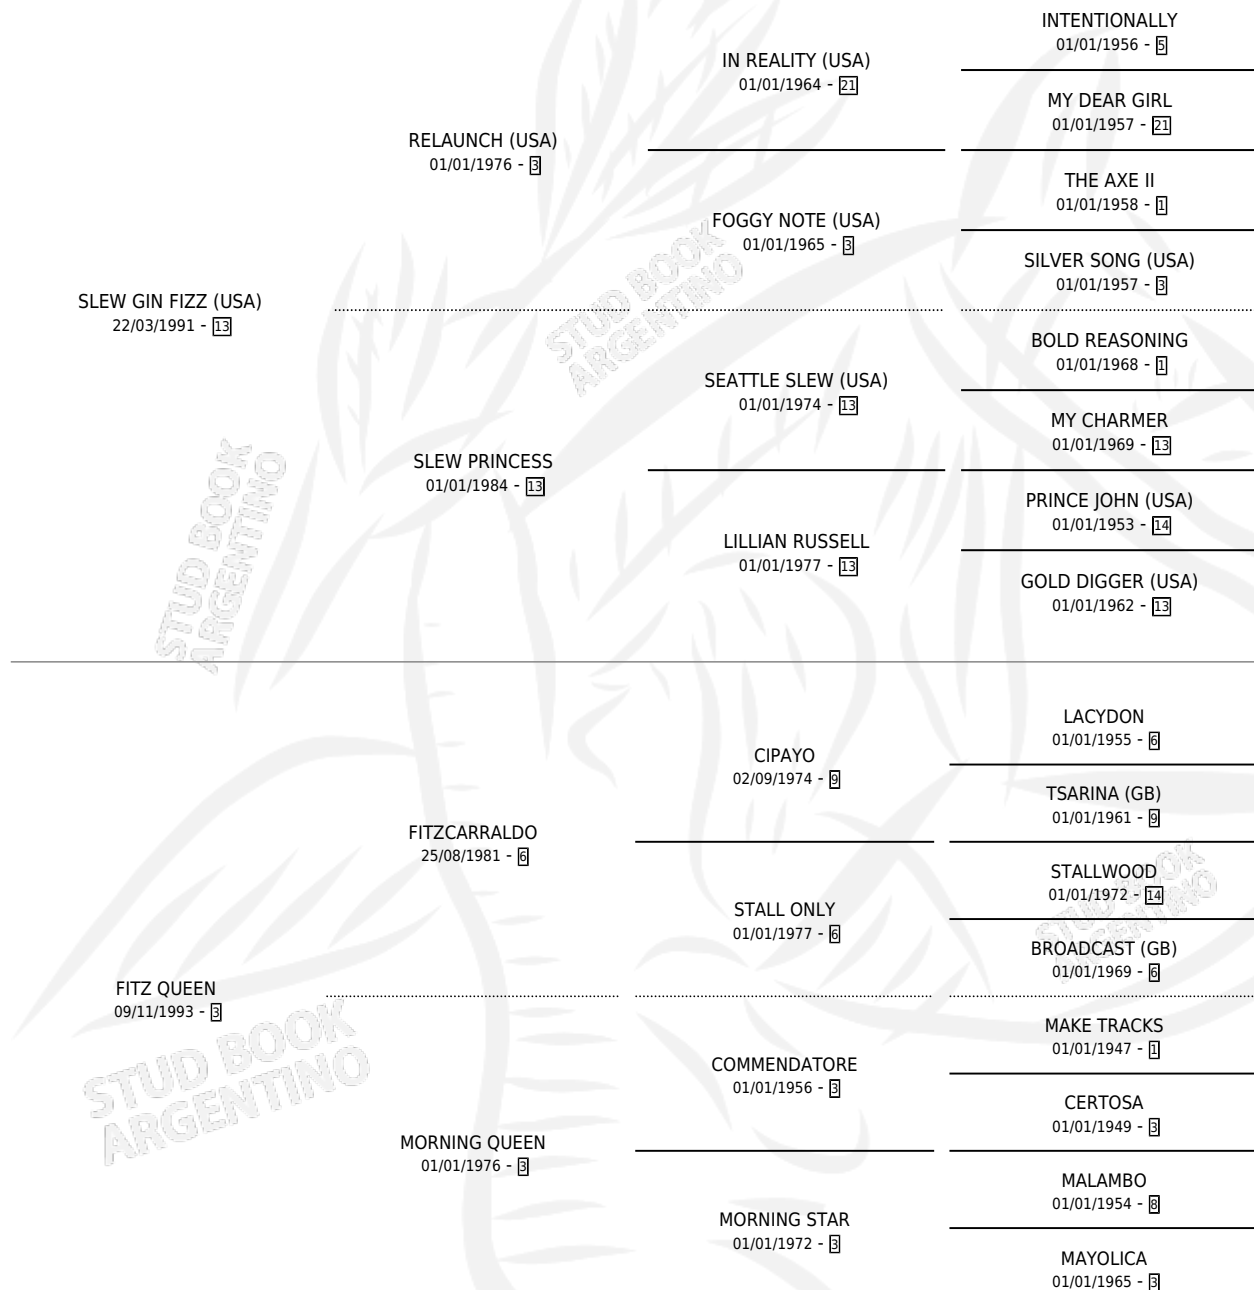 INTENTIONALLY
01/01/1956 - 5
IN REALITY (USA)
01/01/1964 - 21
MY DEAR GIRL
01/01/1957 - 21
RELAUNCH (USA)
01/01/1976 - 3
THE AXE II
01/01/1958 - 1
FOGGY NOTE (USA)
01/01/1965 - 3
SILVER SONG (USA)
01/01/1957 - 3
SLEW GIN FIZZ (USA)
22/03/1991 - 13
BOLD REASONING
01/01/1968 - 1
SEATTLE SLEW (USA)
01/01/1974 - 13
MY CHARMER
01/01/1969 - 13
SLEW PRINCESS
01/01/1984 - 13
PRINCE JOHN (USA)
01/01/1953 - 14
LILLIAN RUSSELL
01/01/1977 - 13
GOLD DIGGER (USA)
01/01/1962 - 13
LACYDON
01/01/1955 - 6
CIPAYO
02/09/1974 - 9
TSARINA (GB)
01/01/1961 - 9
FITZCARRALDO
25/08/1981 - 6
STALLWOOD
01/01/1972 - 14
STALL ONLY
01/01/1977 - 6
BROADCAST (GB)
01/01/1969 - 6
FITZ QUEEN
09/11/1993 - 3
MAKE TRACKS
01/01/1947 - 1
COMMENDATORE
01/01/1956 - 3
CERTOSA
01/01/1949 - 3
MORNING QUEEN
01/01/1976 - 3
MALAMBO
01/01/1954 - 8
MORNING STAR
01/01/1972 - 3
MAYOLICA
01/01/1965 - 3
STUD BOOK
ARGENTINO
STUD BOOK
ARGENTINO
STUD BOOK
ARGENTINO
STUD BOOK
ARGENTINO